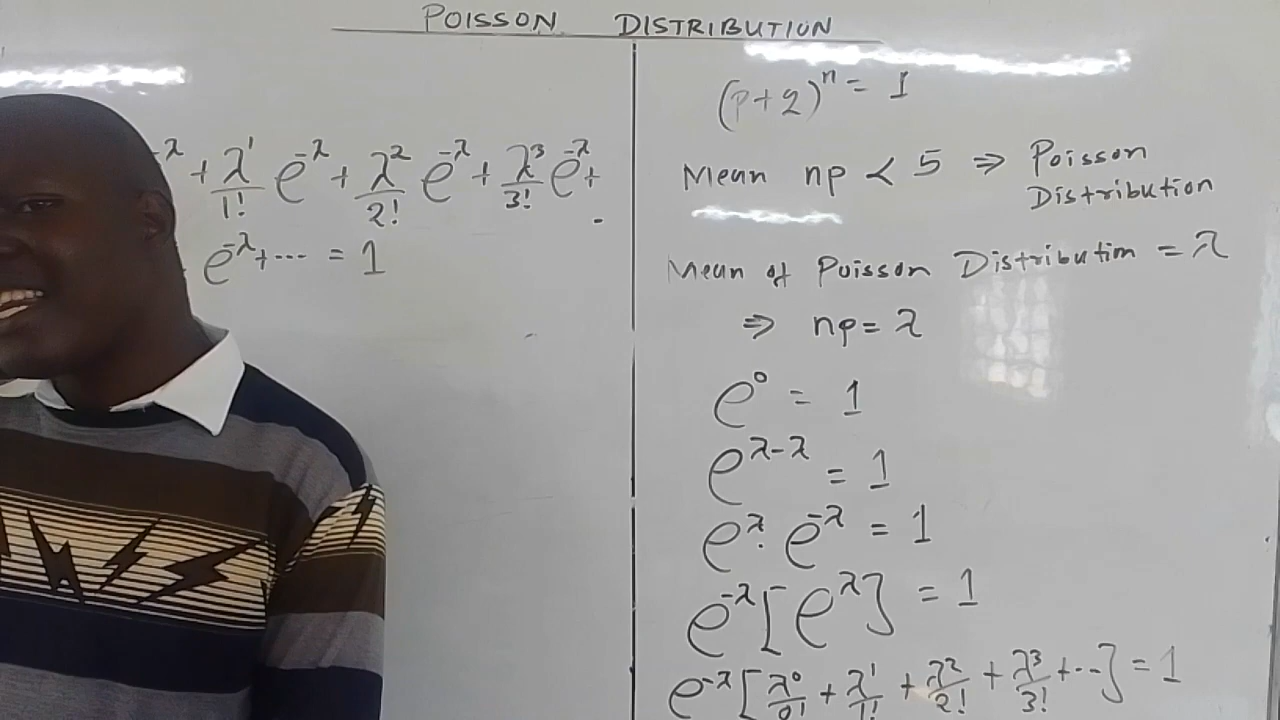 POISSON DISTRIBUTION
-λ + λ¹/1! e^-λ + λ²/2! e^-λ + λ³/3! e^-λ +
e^-λ + ... = 1
(p+q)ⁿ = 1
Mean np < 5 ⇒ Poisson
Distribution
Mean of Poisson Distribution = λ
⇒ np = λ
e⁰ = 1
e^λ-λ = 1
e^λ . e^-λ = 1
e^-λ [e^λ] = 1
e^-λ [λ⁰/0! + λ¹/1! + λ²/2! + λ³/3! + ...] = 1